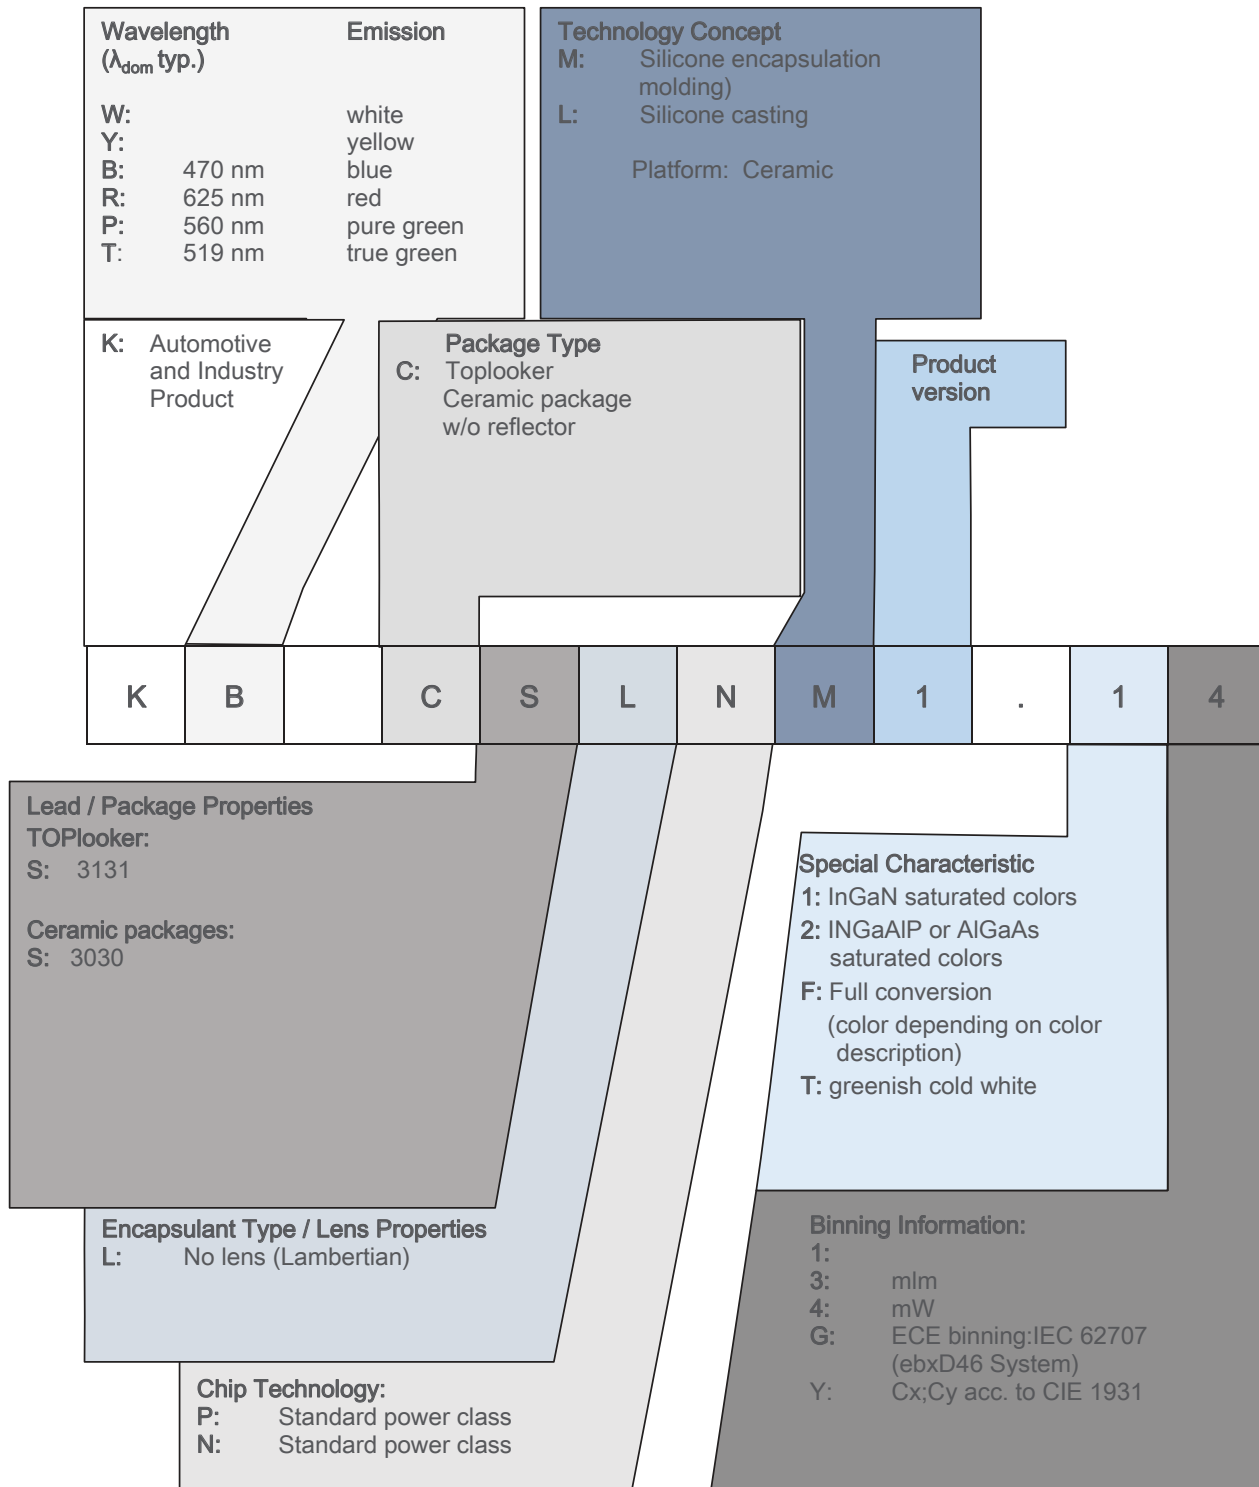 Wavelength Emission
(λdom typ.)
W: white
Y: yellow
B: 470 nm blue
R: 625 nm red
P: 560 nm pure green
T: 519 nm true green
Technology Concept
M: Silicone encapsulation
molding)
L: Silicone casting
Platform: Ceramic
K: Automotive
and Industry
Product
Package Type
C: Toplooker
Ceramic package
w/o reflector
Product
version
K B C S L N M 1 . 1 4
Lead / Package Properties
TOPlooker:
S: 3131
Ceramic packages:
S: 3030
Encapsulant Type / Lens Properties
L: No lens (Lambertian)
Chip Technology:
P: Standard power class
N: Standard power class
Special Characteristic
1: InGaN saturated colors
2: INGaAlP or AlGaAs
saturated colors
F: Full conversion
(color depending on color
description)
T: greenish cold white
Binning Information:
1:
3: mlm
4: mW
G: ECE binning:IEC 62707
(ebxD46 System)
Y: Cx;Cy acc. to CIE 1931